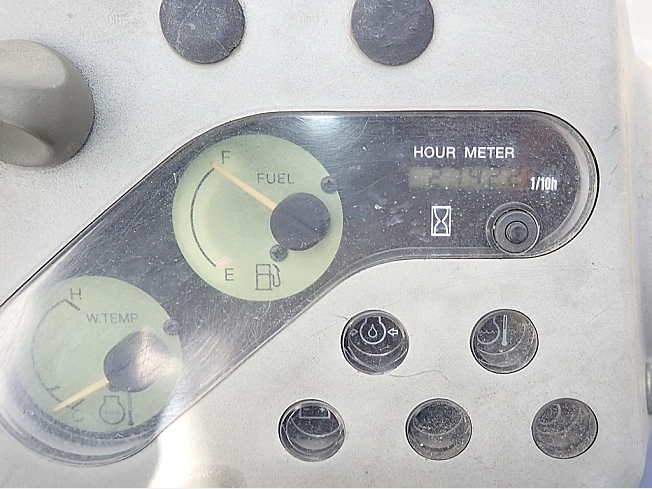 F
FUEL
E
HOUR METER
1/10h
H
W.TEMP
C